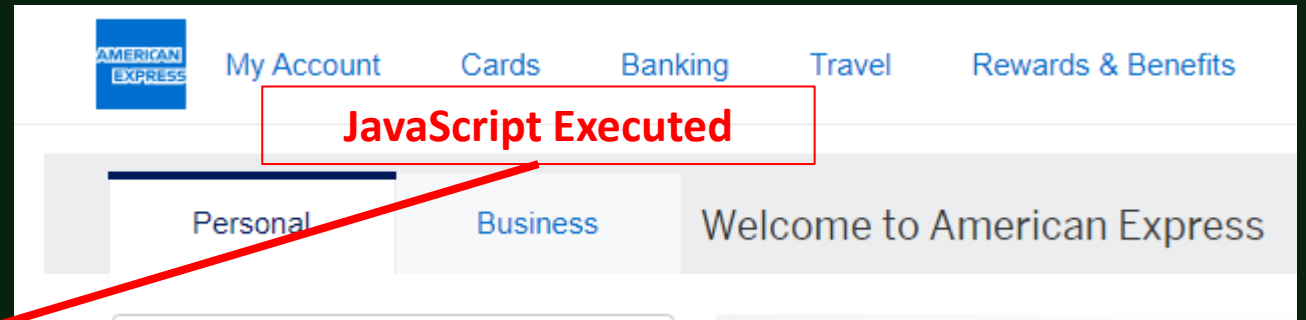 AMERICAN
EXPRESS
My Account Cards Banking Travel Rewards & Benefits
JavaScript Executed
Personal Business Welcome to American Express